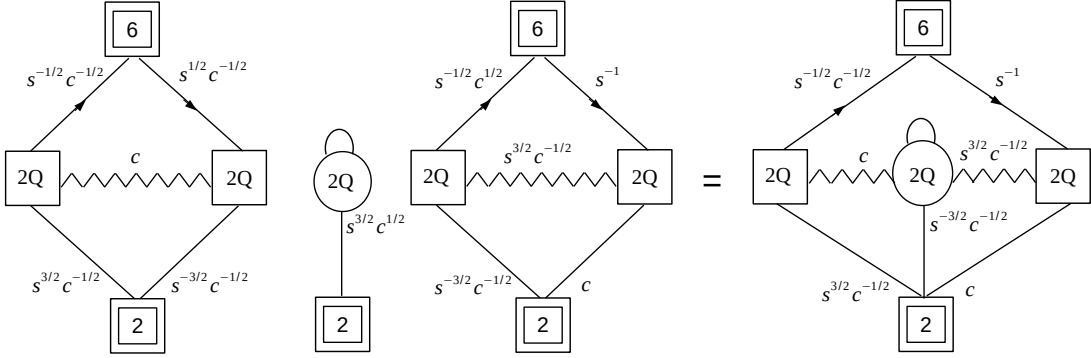 6 6 6
s^{-1/2}c^{-1/2} s^{1/2}c^{-1/2} s^{-1/2}c^{1/2} s^{-1} s^{-1/2}c^{-1/2} s^{-1}
c s^{3/2}c^{-1/2} c s^{3/2}c^{-1/2}
2Q 2Q 2Q 2Q 2Q = 2Q 2Q 2Q
s^{3/2}c^{1/2} s^{-3/2}c^{-1/2}
s^{3/2}c^{-1/2} s^{-3/2}c^{-1/2} s^{-3/2}c^{-1/2} c s^{3/2}c^{-1/2} c
2 2 2 2